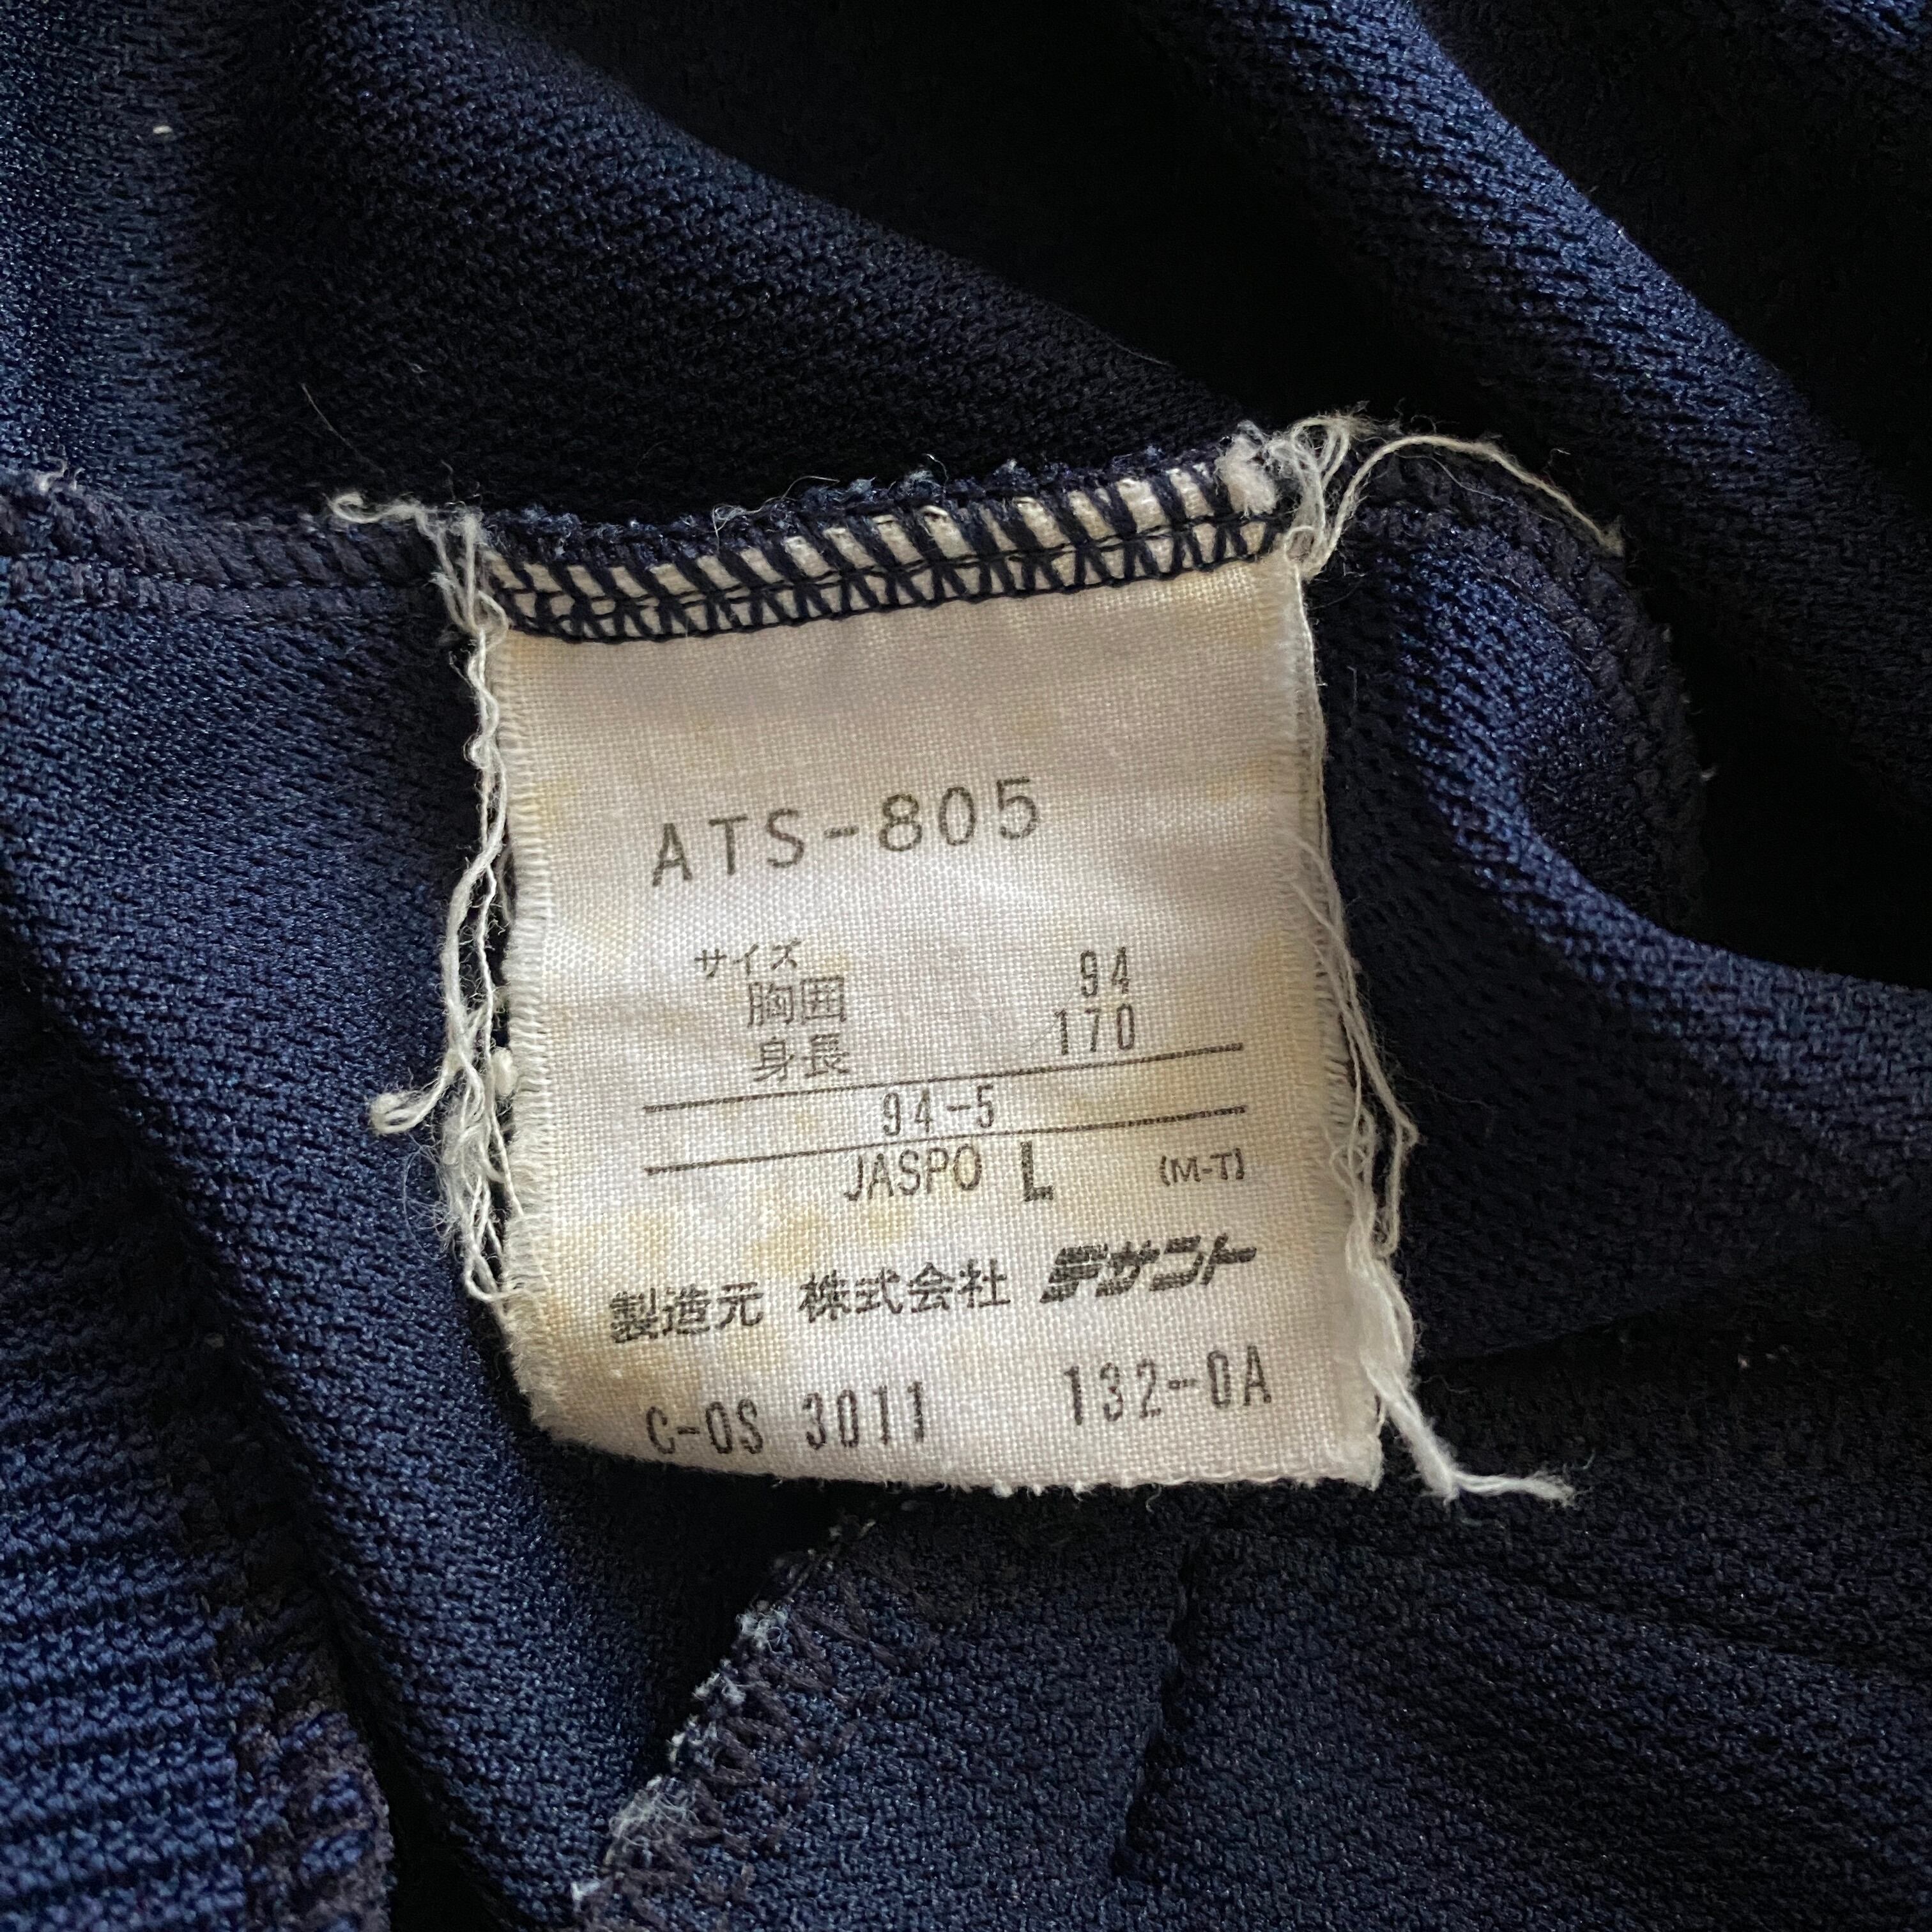 ATS-805
サイズ
胸囲 94
身長 170
94-5
JASPO L (M-T)
製造元 株式会社 デサント
C-OS 3011 132-0A